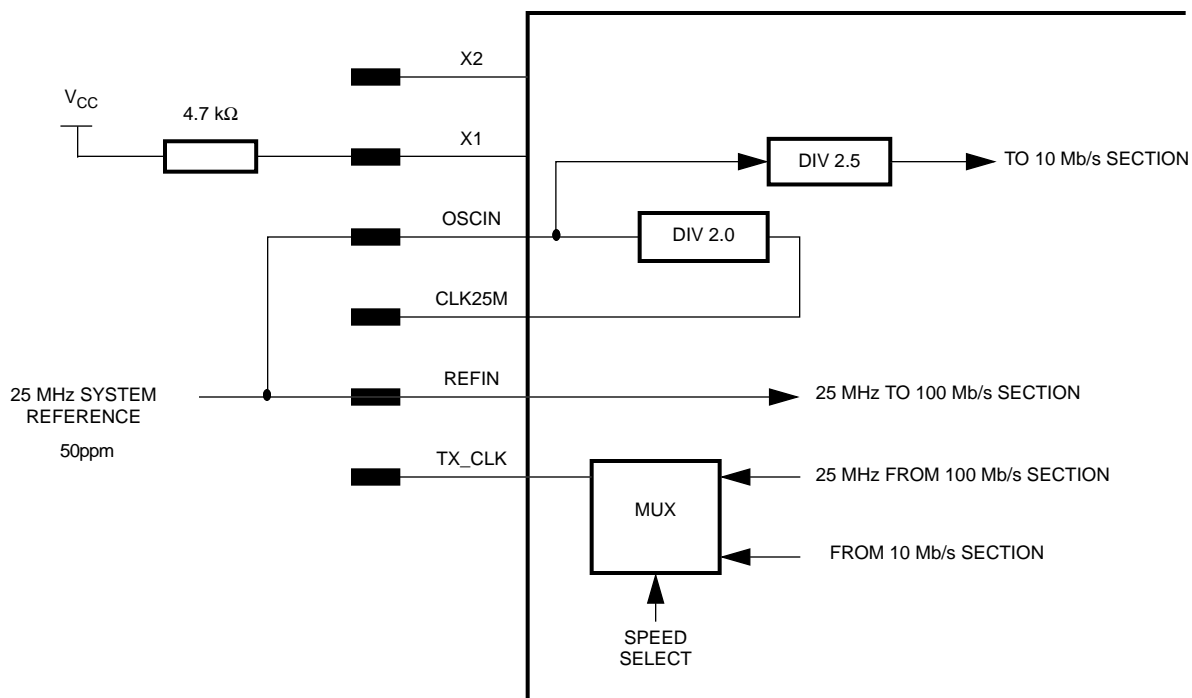 X2
VCC
4.7 kΩ
X1
DIV 2.5
TO 10 Mb/s SECTION
OSCIN
DIV 2.0
CLK25M
25 MHz SYSTEM
REFERENCE
50ppm
REFIN
25 MHz TO 100 Mb/s SECTION
TX_CLK
MUX
25 MHz FROM 100 Mb/s SECTION
FROM 10 Mb/s SECTION
SPEED
SELECT